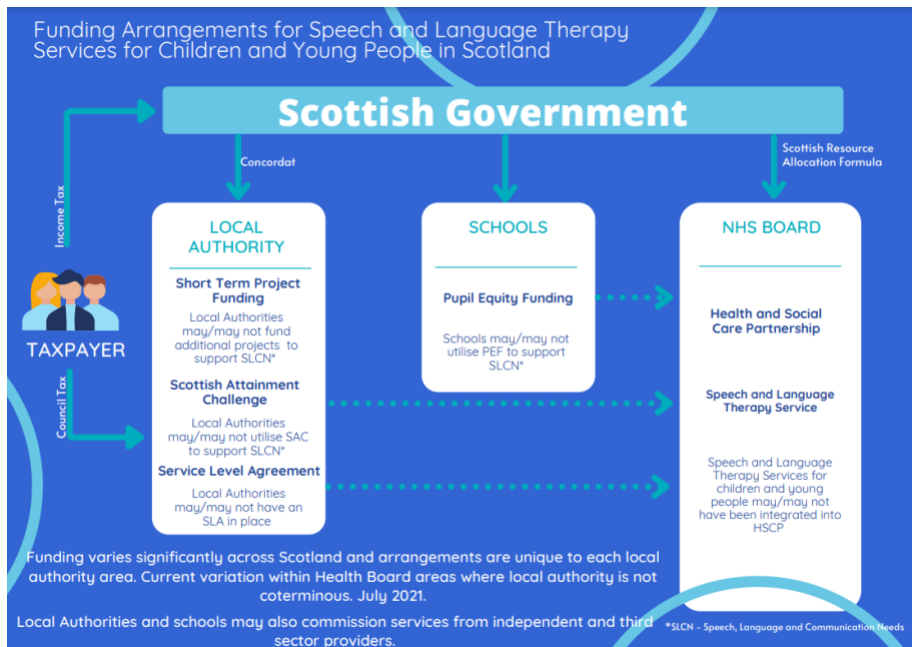 Funding Arrangements for Speech and Language Therapy
Services for Children and Young People in Scotland
Scottish Government
Concordat
Scottish Resource
Allocation Formula
Income Tax
TAXPAYER
Council Tax
LOCAL
AUTHORITY
Short Term Project
Funding
Local Authorities
may/may not fund
additional projects to
support SLCN*
Scottish Attainment
Challenge
Local Authorities
may/may not utilise SAC
to support SLCN*
Service Level Agreement
Local Authorities
may/may not have an
SLA in place
SCHOOLS
Pupil Equity Funding
Schools may/may not
utilise PEF to support
SLCN*
NHS BOARD
Health and Social
Care Partnership
Speech and Language
Therapy Service
Speech and Language
Therapy Services for
children and young
people may/may not
have been integrated into
HSCP
Funding varies significantly across Scotland and arrangements are unique to each local
authority area. Current variation within Health Board areas where local authority is not
coterminous. July 2021.
Local Authorities and schools may also commission services from independent and third
sector providers.
*SLCN - Speech, Language and Communication Needs